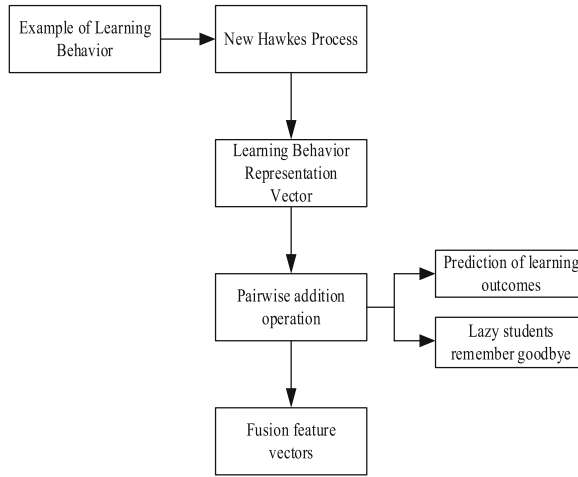 Example of Learning
Behavior
New Hawkes Process
Learning Behavior
Representation
Vector
Pairwise addition
operation
Prediction of learning
outcomes
Lazy students
remember goodbye
Fusion feature
vectors